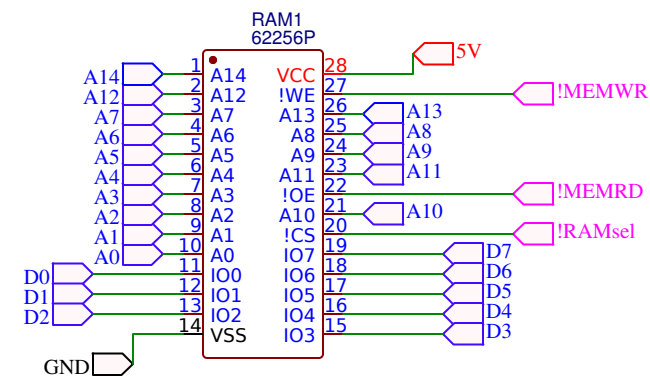 RAM1
62256P
A14 1 A14 VCC 28 5V
A12 2 A12 !WE 27 !MEMWR
A7 3 A7 A13 26 A13
A6 4 A6 A8 25 A8
A5 5 A5 A9 24 A9
A4 6 A4 A11 23 A11
A3 7 A3 !OE 22 !MEMRD
A2 8 A2 A10 21 A10
A1 9 A1 !CS 20 !RAMsel
A0 10 A0 IO7 19 D7
D0 11 IO0 IO6 18 D6
D1 12 IO1 IO5 17 D5
D2 13 IO2 IO4 16 D4
GND 14 VSS IO3 15 D3